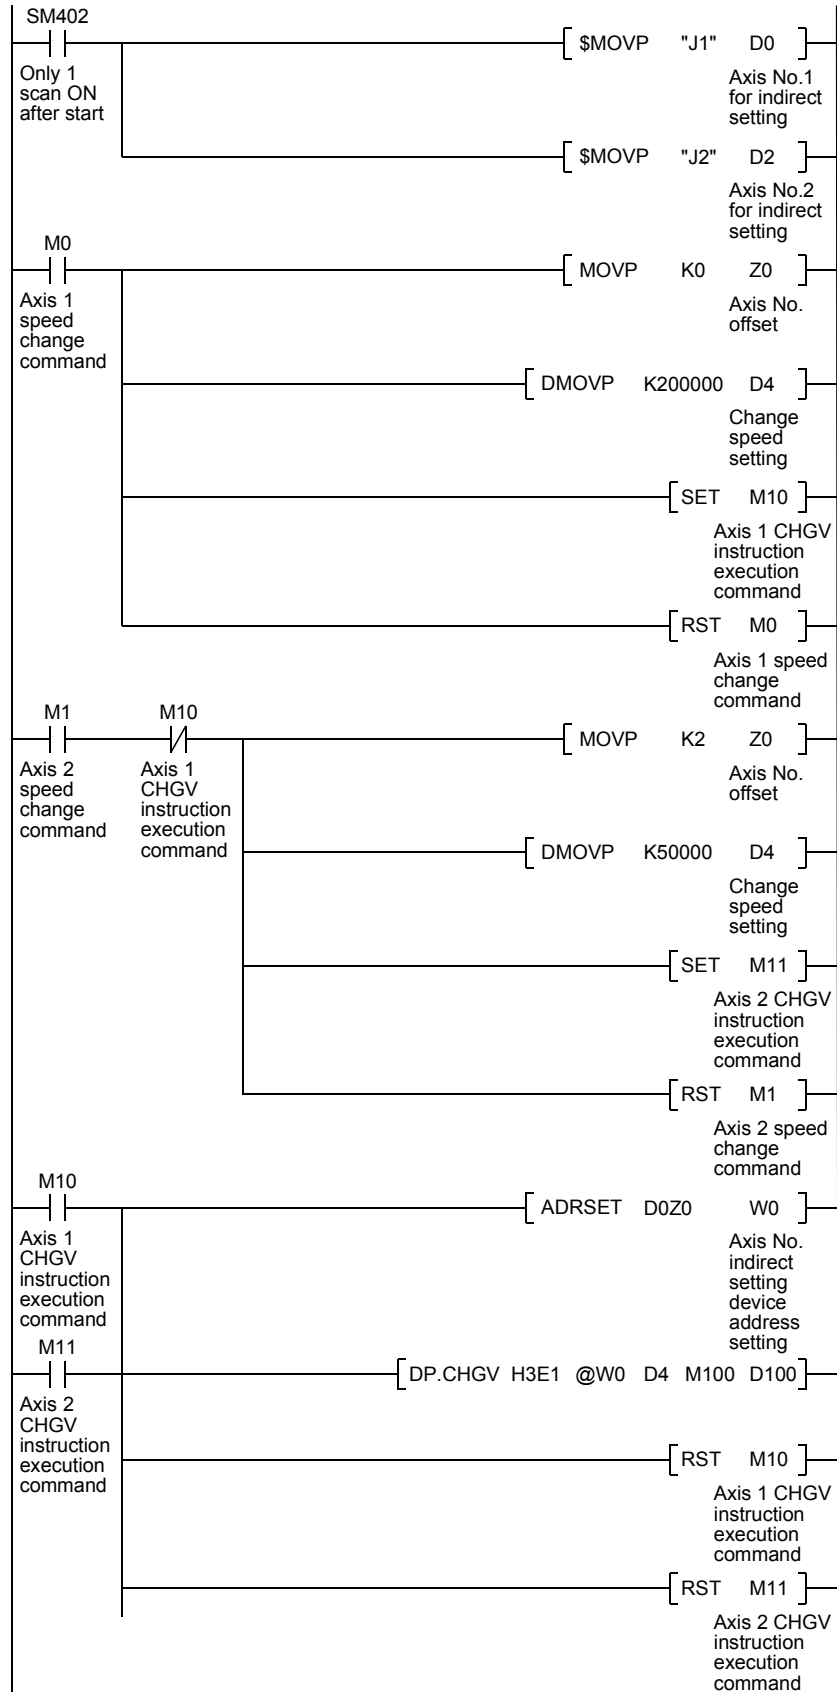 SM402
$MOVP "J1" D0
Only 1
scan ON
after start
Axis No.1
for indirect
setting
$MOVP "J2" D2
Axis No.2
for indirect
setting
M0
MOVP K0 Z0
Axis 1
speed
change
command
Axis No.
offset
DMOVP K200000 D4
Change
speed
setting
SET M10
Axis 1 CHGV
instruction
execution
command
RST M0
Axis 1 speed
change
command
M1 M10
MOVP K2 Z0
Axis 2
speed
change
command
Axis 1
CHGV
instruction
execution
command
Axis No.
offset
DMOVP K50000 D4
Change
speed
setting
SET M11
Axis 2 CHGV
instruction
execution
command
RST M1
Axis 2 speed
change
command
M10
ADRSET D0Z0 W0
Axis 1
CHGV
instruction
execution
command
Axis No.
indirect
setting
device
address
setting
M11
DP.CHGV H3E1 @W0 D4 M100 D100
Axis 2
CHGV
instruction
execution
command
RST M10
Axis 1 CHGV
instruction
execution
command
RST M11
Axis 2 CHGV
instruction
execution
command